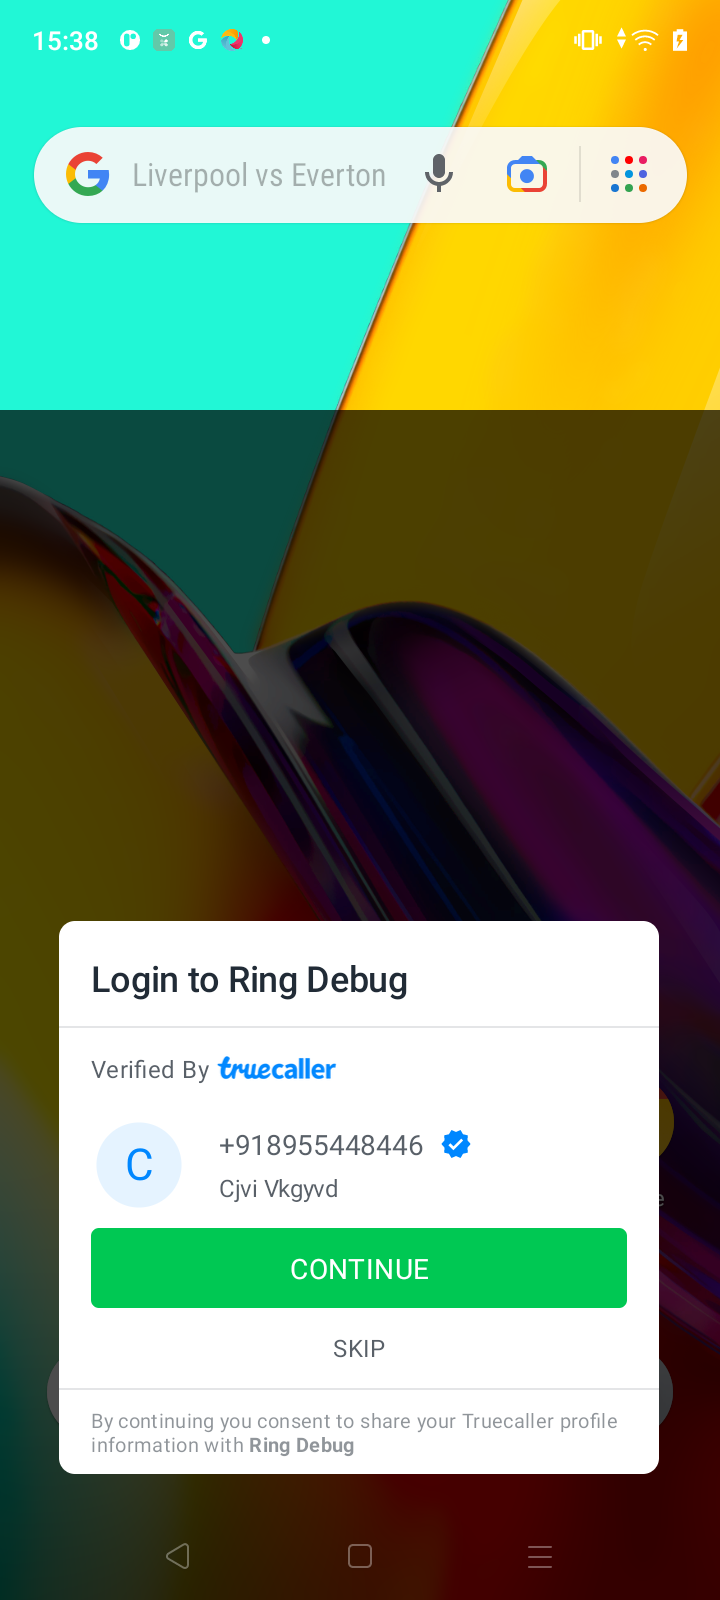 15:38
Liverpool vs Everton
Login to Ring Debug
Verified By truecaller
C
+918955448446
Cjvi Vkgyvd
e
CONTINUE
SKIP
By continuing you consent to share your Truecaller profile
information with Ring Debug